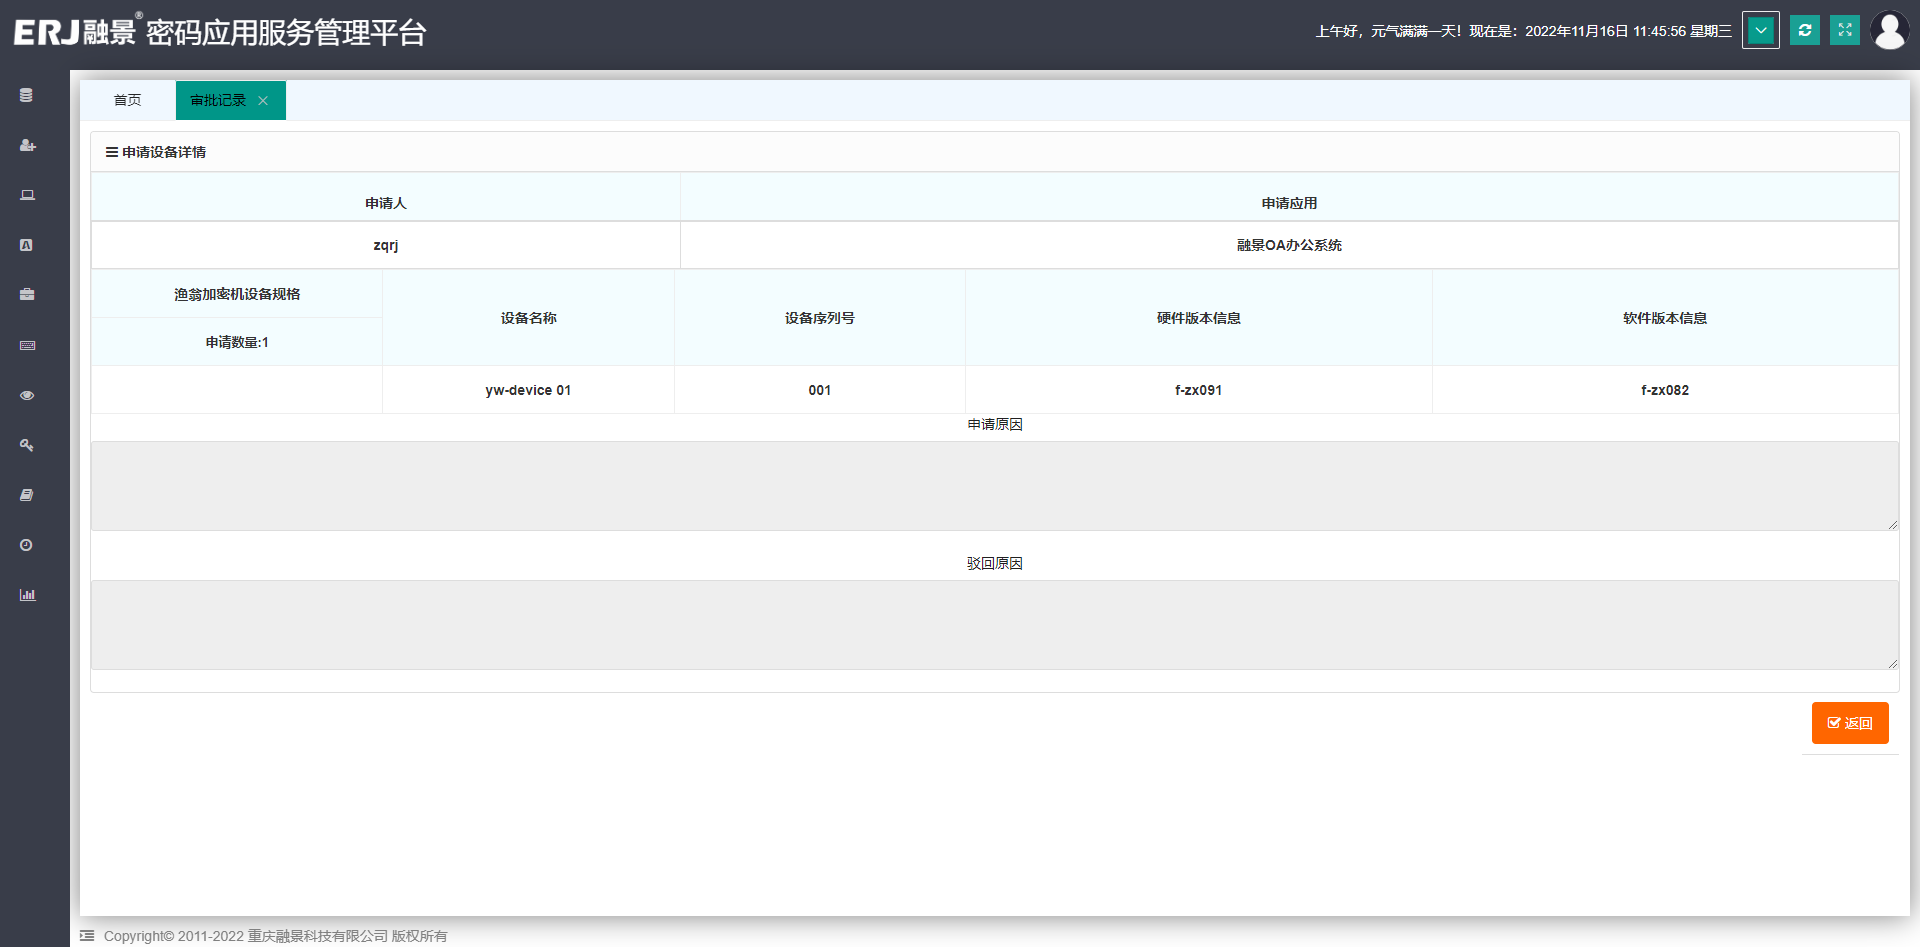 ERJ融景® 密码应用服务管理平台
上午好，元气满满一天！现在是：2022年11月16日 11:45:56 星期三
首页
审批记录
申请设备详情
申请人
申请应用
zqrj
融景OA办公系统
渔翁加密机设备规格
申请数量:1
设备名称
设备序列号
硬件版本信息
软件版本信息
yw-device 01
001
f-zx091
f-zx082
申请原因
驳回原因
返回
Copyright© 2011-2022 重庆融景科技有限公司 版权所有